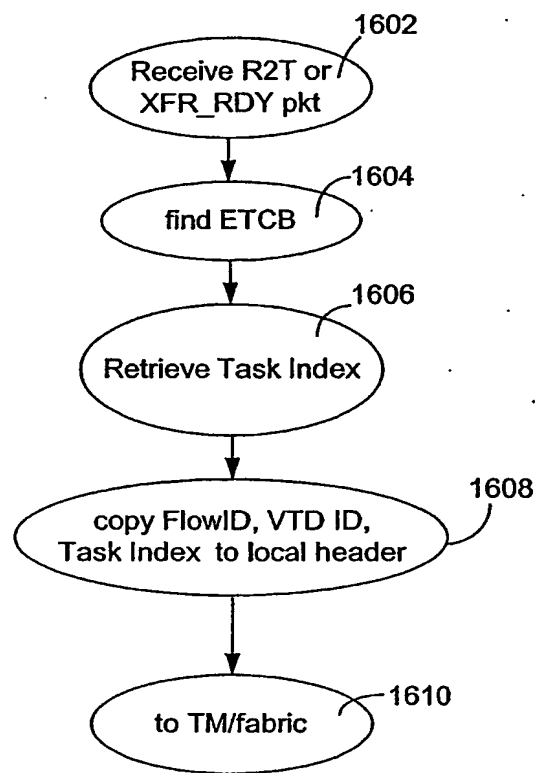 1602
Receive R2T or
XFR_RDY pkt
1604
find ETCB
1606
Retrieve Task Index
1608
copy FlowID, VTD ID,
Task Index to local header
1610
to TM/fabric